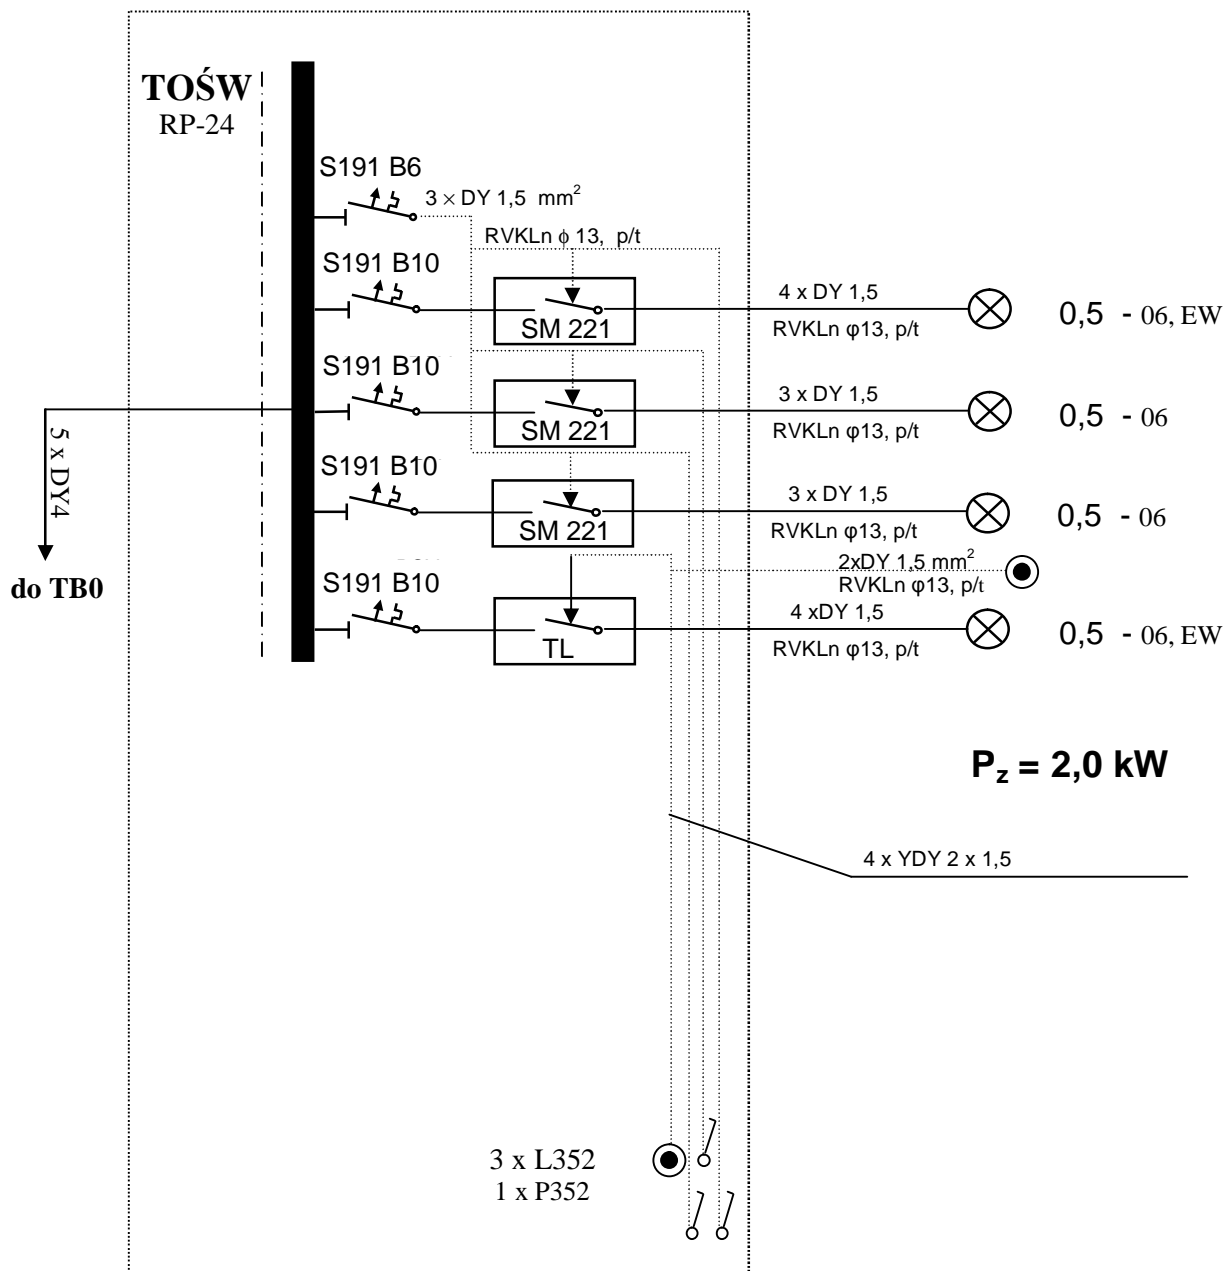 TOŚW
RP-24
S191 B6
3 × DY 1,5 mm²
RVKLn ϕ 13, p/t
S191 B10
SM 221
4 x DY 1,5
RVKLn φ13, p/t
0,5 - 06, EW
S191 B10
SM 221
3 x DY 1,5
RVKLn φ13, p/t
0,5 - 06
5 x DY4
do TB0
S191 B10
SM 221
3 x DY 1,5
RVKLn φ13, p/t
0,5 - 06
2xDY 1,5 mm²
RVKLn φ13, p/t
S191 B10
TL
4 xDY 1,5
RVKLn φ13, p/t
0,5 - 06, EW
Pz = 2,0 kW
4 x YDY 2 x 1,5
3 x L352
1 x P352